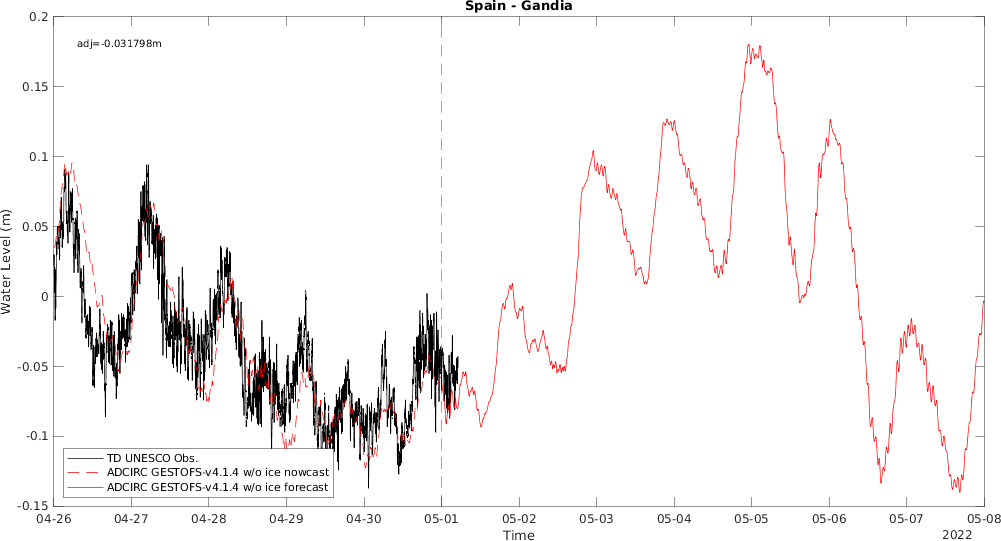 Spain - Gandia
adj=-0.031798m
Water Level (m)
0.2
0.15
0.1
0.05
0
-0.05
-0.1
-0.15
TD UNESCO Obs.
ADCIRC GESTOFS-v4.1.4 w/o ice nowcast
ADCIRC GESTOFS-v4.1.4 w/o ice forecast
04-26 04-27 04-28 04-29 04-30 05-01 05-02 05-03 05-04 05-05 05-06 05-07 05-08
Time
2022